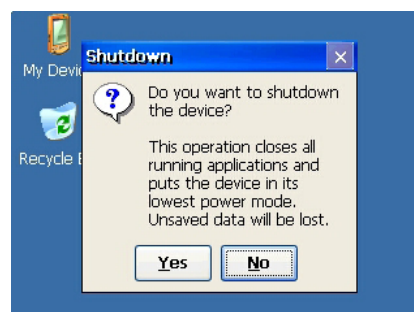 My Devic
Shutdown
Do you want to shutdown
the device?
This operation closes all
running applications and
puts the device in its
lowest power mode.
Unsaved data will be lost.
Recycle B
Yes
No